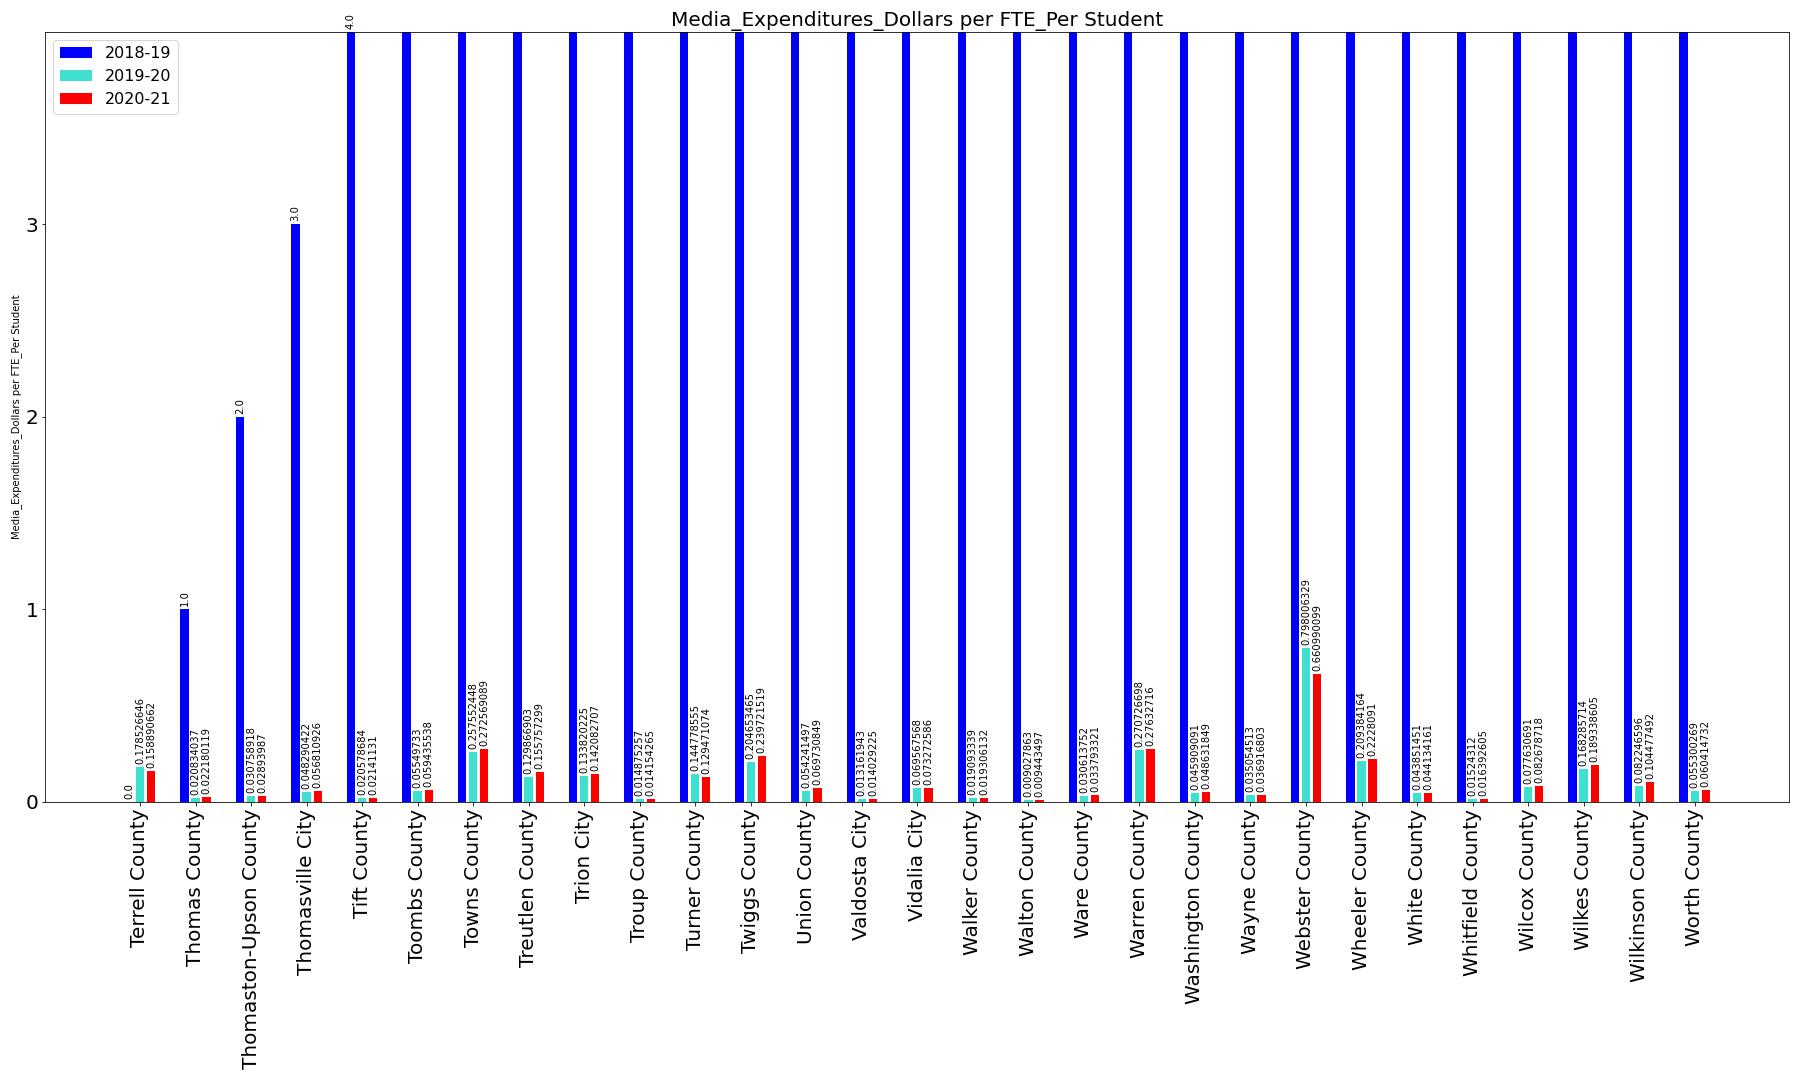 Media_Expenditures_Dollars per FTE_Per Student
2018-19
2019-20
2020-21
Media_Expenditures_Dollars per FTE_Per Student
3
2
1
0
0.0
0.178526646
0.158890662
1.0
0.020834037
0.022180119
2.0
0.030758918
0.02893987
3.0
0.048290422
0.056810926
4.0
0.020578684
0.02141131
0.05549733
0.059435538
0.257552448
0.272569089
0.129866903
0.155757299
0.133820225
0.142082707
0.014875257
0.014154265
0.144778555
0.129471074
0.204653465
0.239721519
0.054241497
0.069730849
0.013161943
0.014029225
0.069567568
0.073272586
0.019093339
0.019306132
0.009027863
0.009443497
0.030613752
0.03379332
0.270726698
0.27632716
0.04590909
0.048631849
0.035054513
0.036916803
0.798006329
0.660990099
0.209384164
0.2228091
0.043851451
0.044134161
0.01524312
0.016392605
0.077630691
0.082678718
0.168285714
0.18938605
0.082246596
0.104477492
0.055300269
0.060414732
Terrell County
Thomas County
Thomaston-Upson County
Thomasville City
Tift County
Toombs County
Towns County
Treutlen County
Trion City
Troup County
Turner County
Twiggs County
Union County
Valdosta City
Vidalia City
Walker County
Walton County
Ware County
Warren County
Washington County
Wayne County
Webster County
Wheeler County
White County
Whitfield County
Wilcox County
Wilkes County
Wilkinson County
Worth County